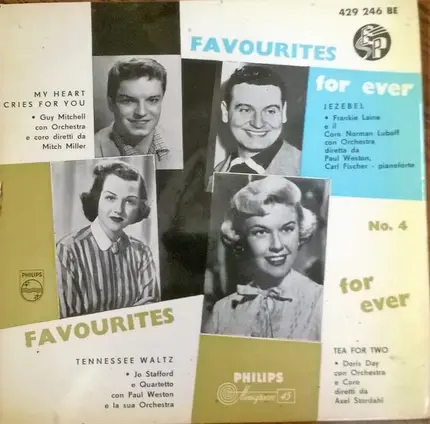 429 246 BE
FAVOURITES
EP
for ever
MY HEART
CRIES FOR YOU
• Guy Mitchell
con Orchestra
e coro diretti da
Mitch Miller
JEZEBEL
• Frankie Laine
e il
Coro Norman Luboff
con Orchestra
diretta da
Paul Weston,
Carl Fischer - pianoforte
No. 4
PHILIPS
for
ever
FAVOURITES
TENNESSEE WALTZ
• Jo Stafford
e Quartetto
con Paul Weston
e la sua Orchestra
PHILIPS
Minigroove 45
TEA FOR TWO
• Doris Day
con Orchestra
e Coro
diretti da
Axel Stordahl